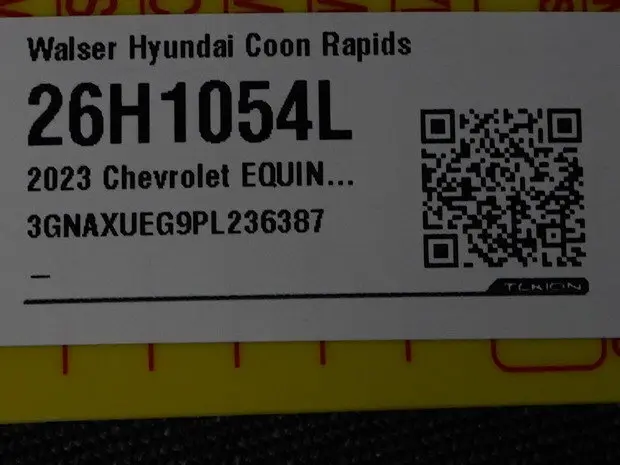 Walser Hyundai Coon Rapids
26H1054L
2023 Chevrolet EQUIN...
3GNAXUEG9PL236387
–
TEKION